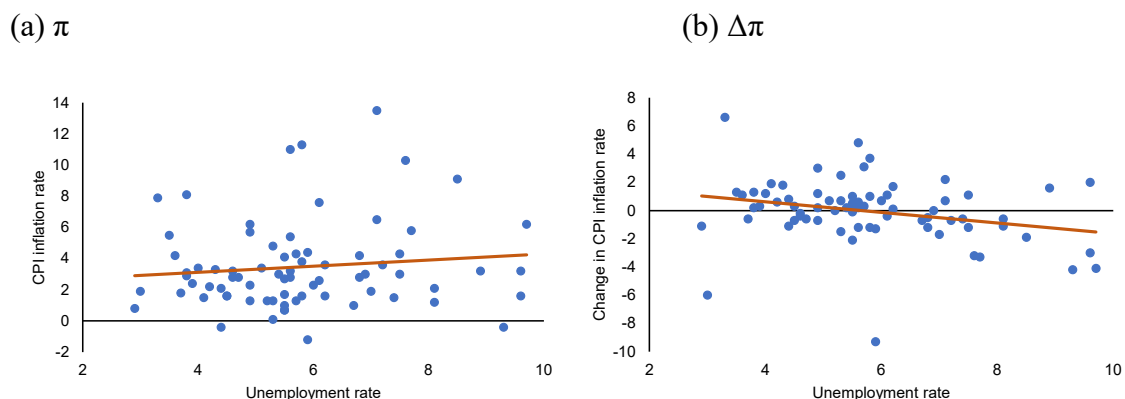 (a) π
CPI inflation rate
14
12
10
8
6
4
2
0
-2
2 4 6 8 10
Unemployment rate
(b) Δπ
Change in CPI inflation rate
8
6
4
2
0
-2
-4
-6
-8
-10
2 4 6 8 10
Unemployment rate